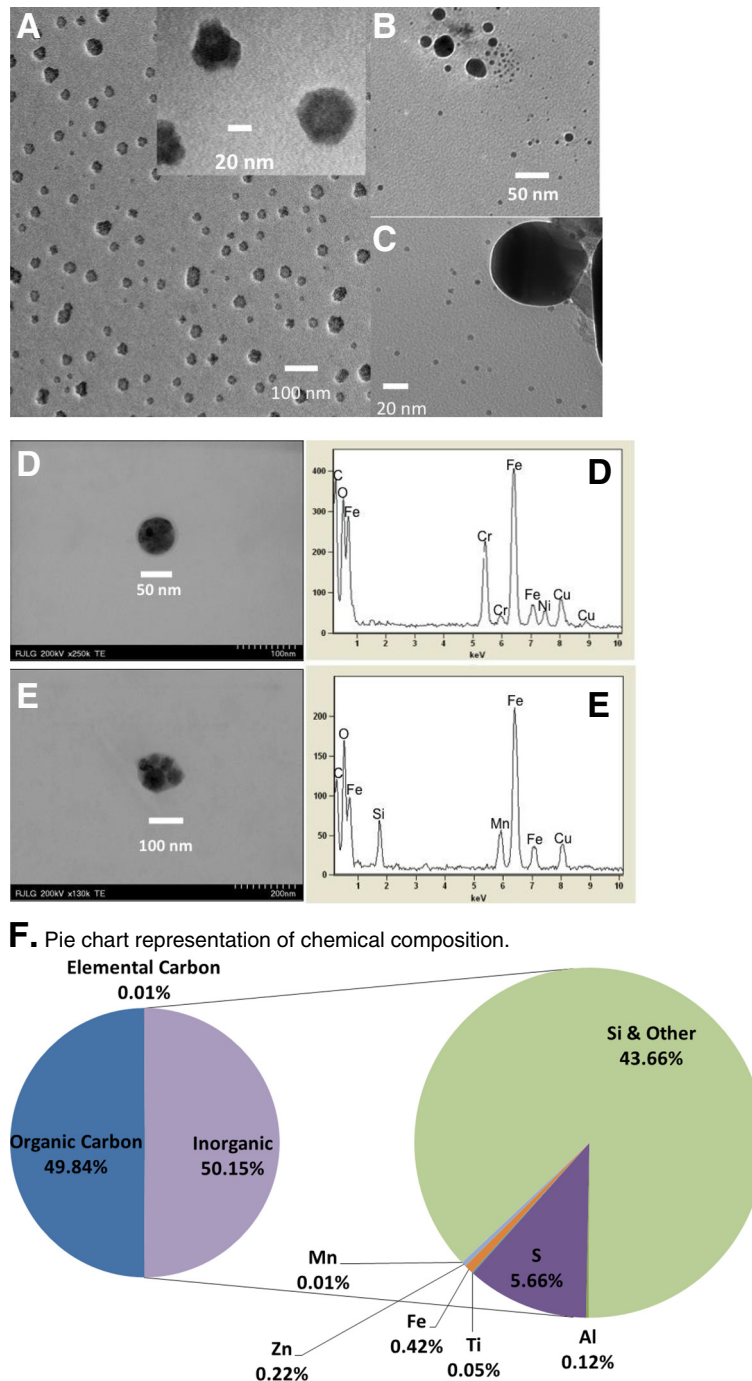 A
20 nm
100 nm
B
50 nm
C
20 nm
D
50 nm
RJLG 200kV x250k TE
100nm
D
400
300
200
100
0
C
O
Fe
Cr
Cr
Fe
Fe
Ni
Cu
Cu
1 2 3 4 5 6 7 8 9 10
keV
E
100 nm
RJLG 200kV x130k TE
200nm
E
200
150
100
50
0
C
O
Fe
Si
Mn
Fe
Fe
Cu
1 2 3 4 5 6 7 8 9 10
keV
F. Pie chart representation of chemical composition.
Elemental Carbon
0.01%
Organic Carbon
49.84%
Inorganic
50.15%
Si & Other
43.66%
S
5.66%
Mn
0.01%
Zn
0.22%
Fe
0.42%
Ti
0.05%
Al
0.12%